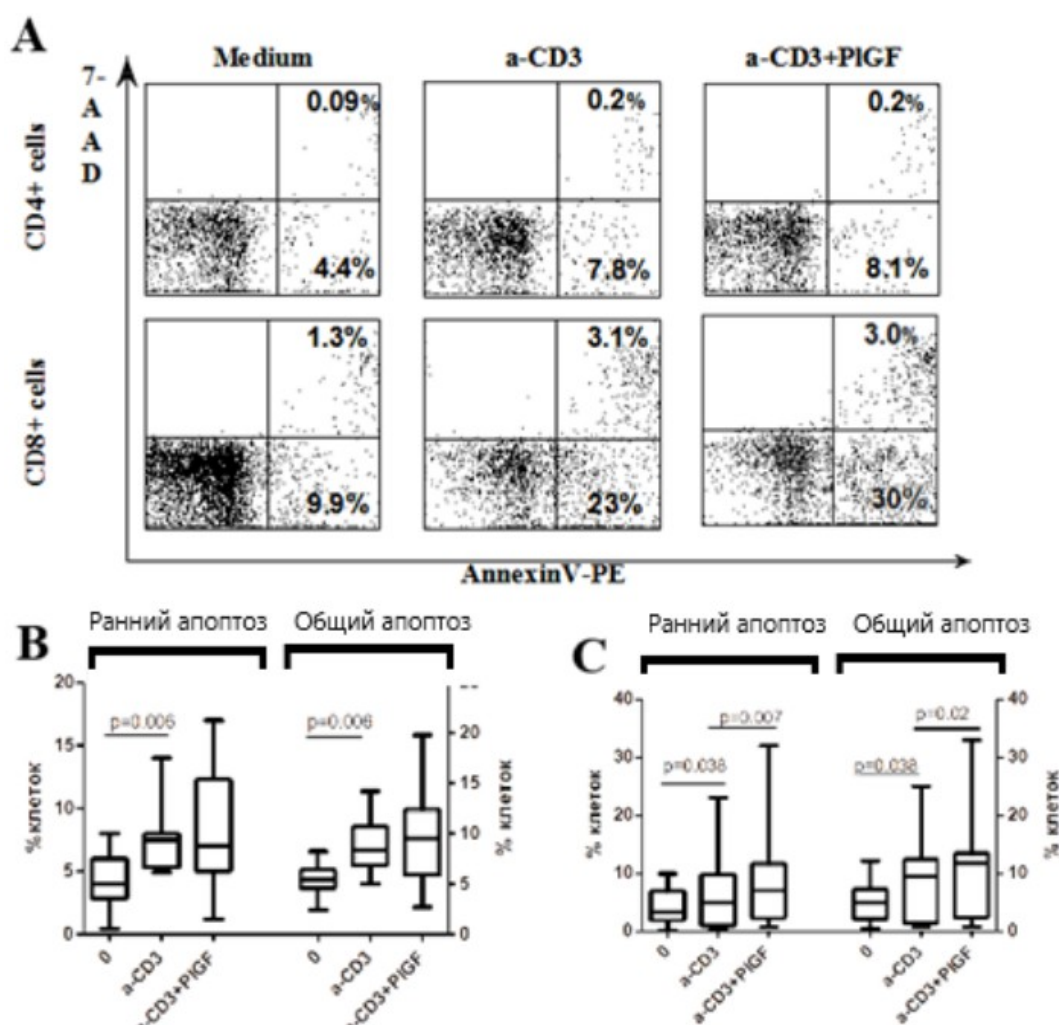 A
Medium
a-CD3
a-CD3+PlGF
7-
A
A
D
CD4+ cells
0.09%
0.2%
0.2%
4.4%
7.8%
8.1%
CD8+ cells
1.3%
3.1%
3.0%
9.9%
23%
30%
AnnexinV-PE
B
Ранний апоптоз
Общий апоптоз
% клеток
20
15
10
5
0
p=0.006
p=0.006
20
15
10
5
0
% клеток
0
a-CD3
a-CD3+PlGF
0
a-CD3
a-CD3+PlGF
C
Ранний апоптоз
Общий апоптоз
% клеток
40
30
20
10
0
p=0.007
p=0.038
p=0.02
p=0.038
40
30
20
10
0
% клеток
0
a-CD3
a-CD3+PlGF
0
a-CD3
a-CD3+PlGF